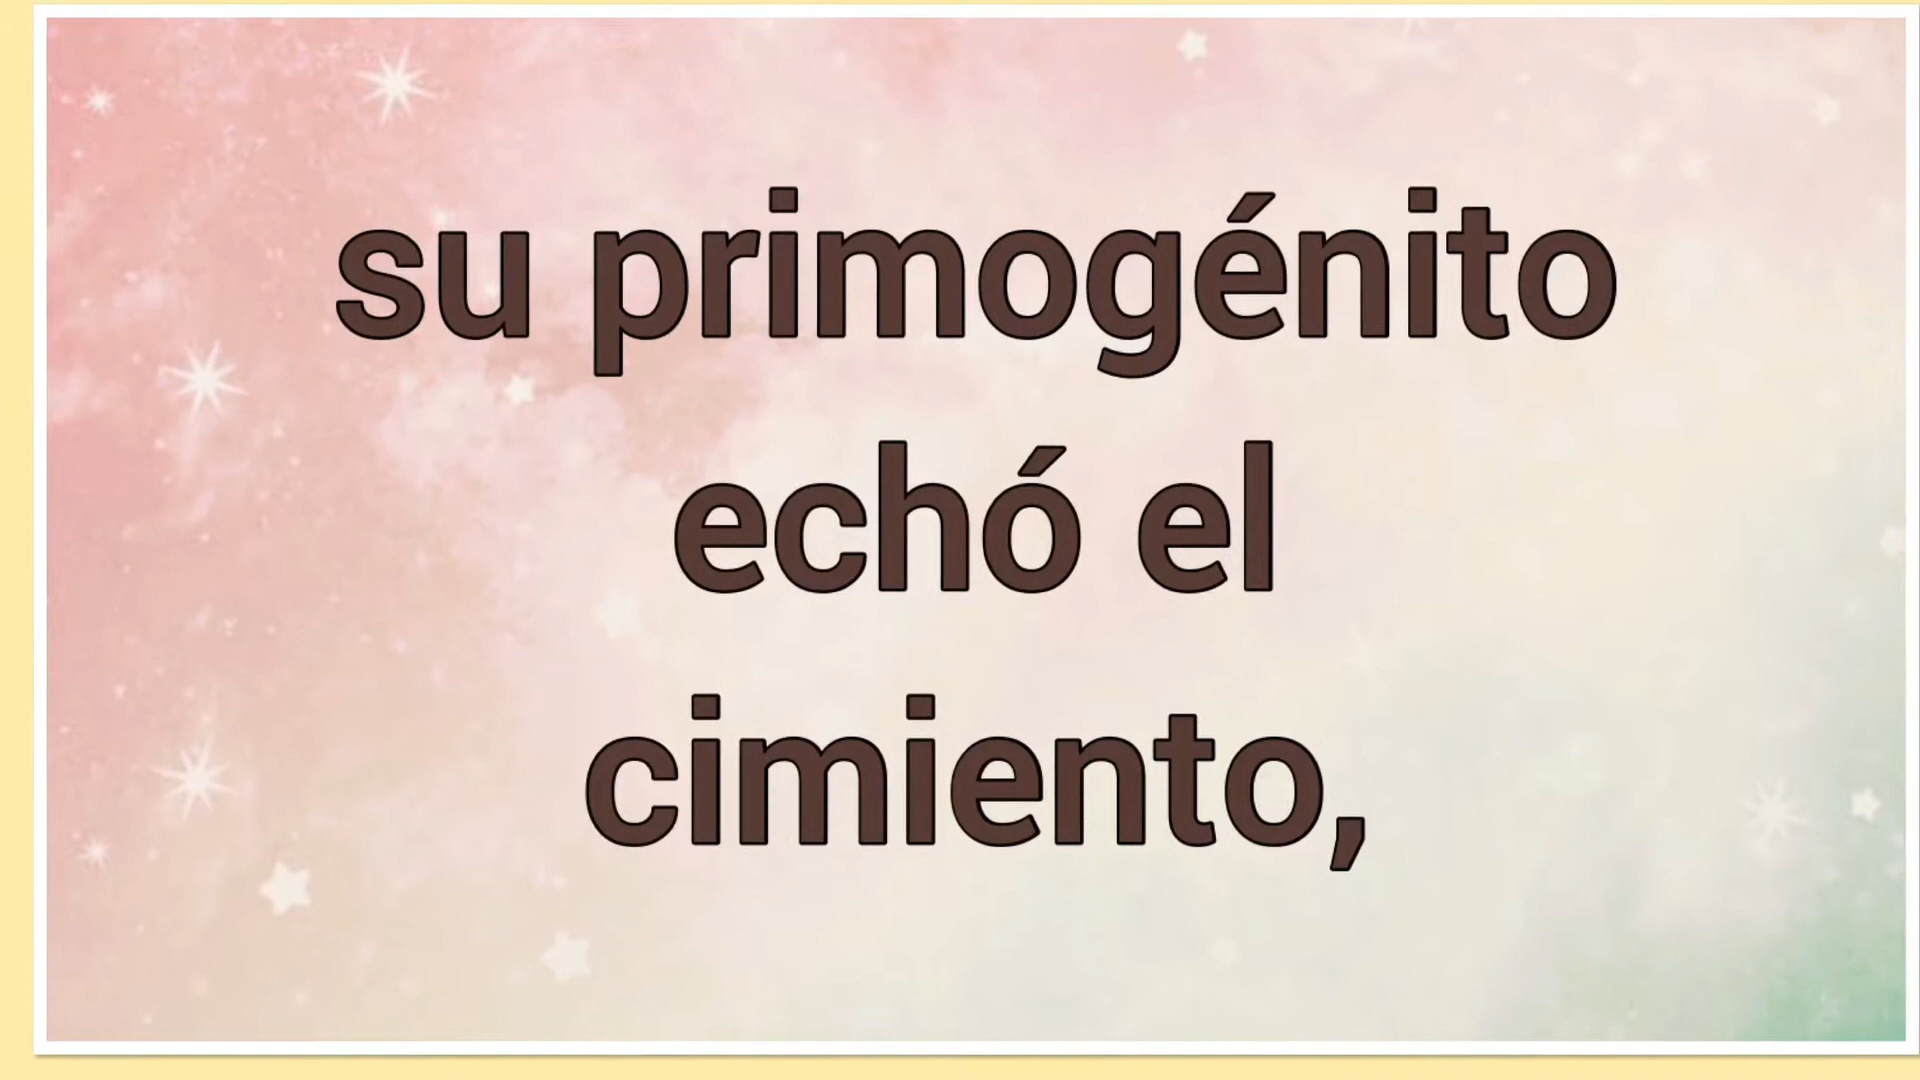 su primogénito
echó el
cimiento,